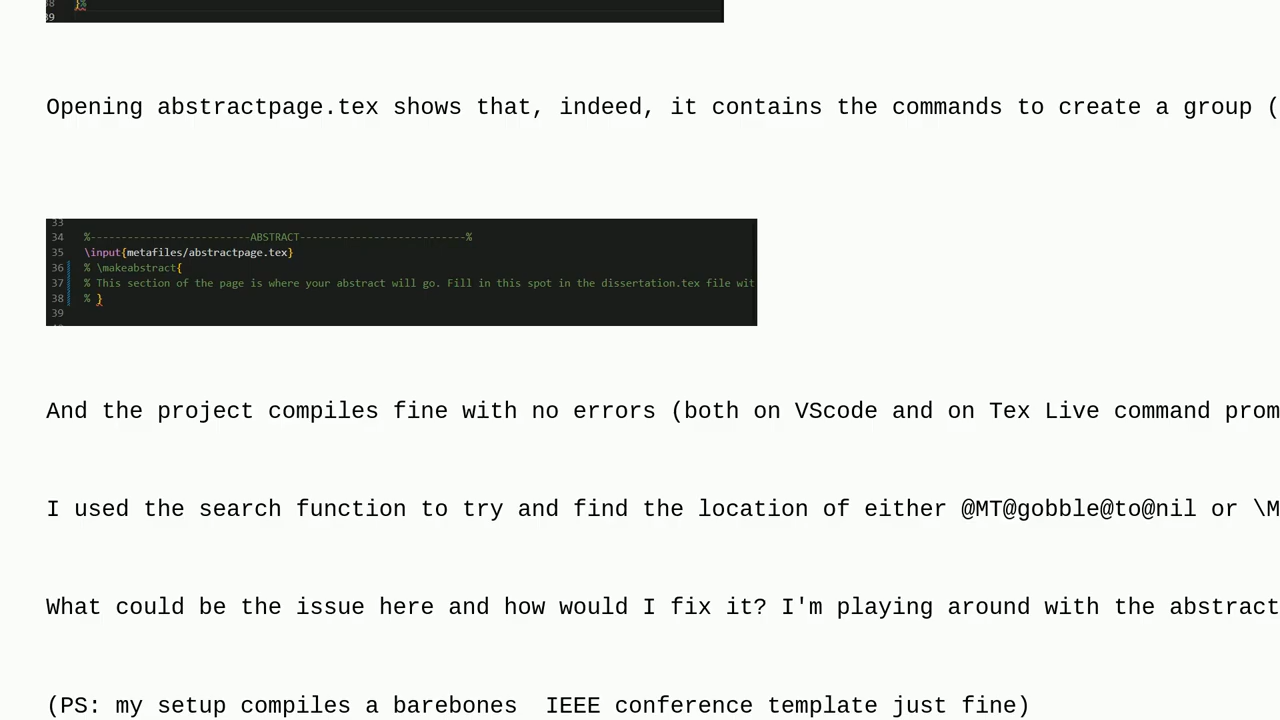 38 }%
39
Opening abstractpage.tex shows that, indeed, it contains the commands to create a group (
33
34 %--------------------------ABSTRACT---------------------------%
35 \input{metafiles/abstractpage.tex}
36 % \makeabstract{
37 % This section of the page is where your abstract will go. Fill in this spot in the dissertation.tex file wit
38 % }
39
And the project compiles fine with no errors (both on VScode and on Tex Live command prom
I used the search function to try and find the location of either @MT@gobble@to@nil or \M
What could be the issue here and how would I fix it? I'm playing around with the abstract
(PS: my setup compiles a barebones  IEEE conference template just fine)